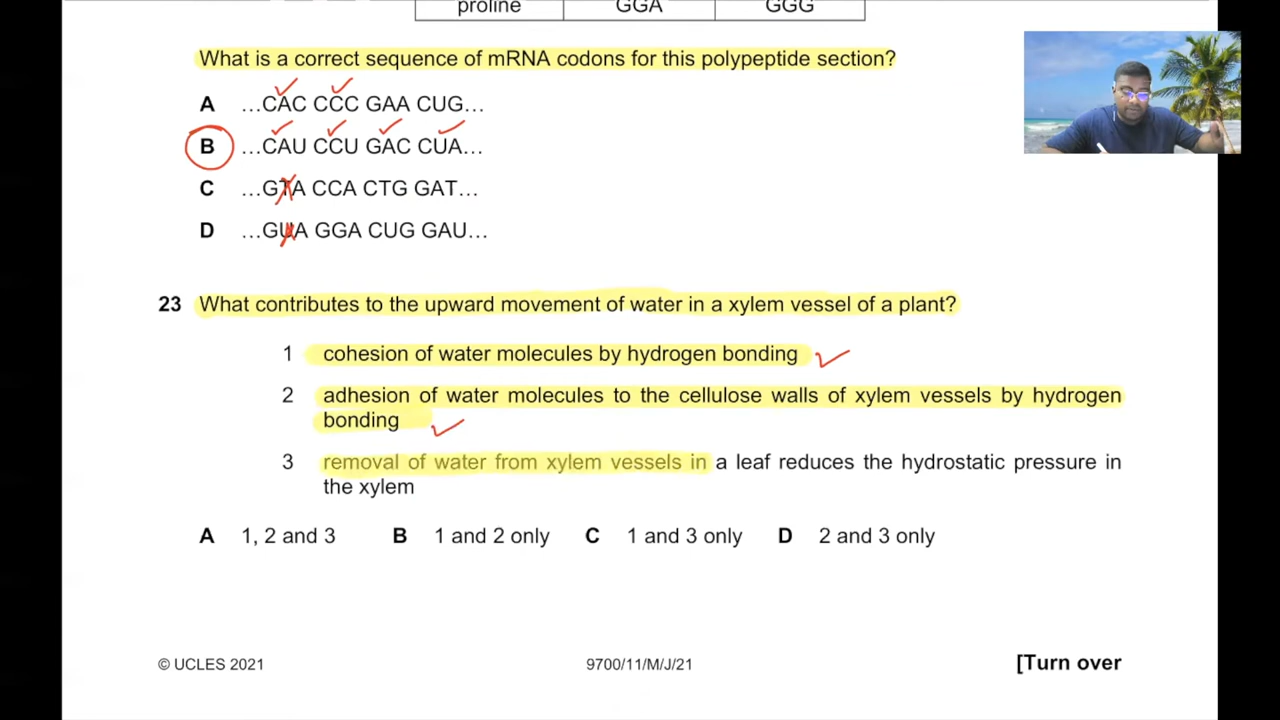 proline GGA GGG
What is a correct sequence of mRNA codons for this polypeptide section?
A ...CAC CCC GAA CUG...
B ...CAU CCU GAC CUA...
C ...GTA CCA CTG GAT...
D ...GUA GGA CUG GAU...
23 What contributes to the upward movement of water in a xylem vessel of a plant?
1 cohesion of water molecules by hydrogen bonding
2 adhesion of water molecules to the cellulose walls of xylem vessels by hydrogen
bonding
3 removal of water from xylem vessels in a leaf reduces the hydrostatic pressure in
the xylem
A 1, 2 and 3 B 1 and 2 only C 1 and 3 only D 2 and 3 only
© UCLES 2021 9700/11/M/J/21 [Turn over